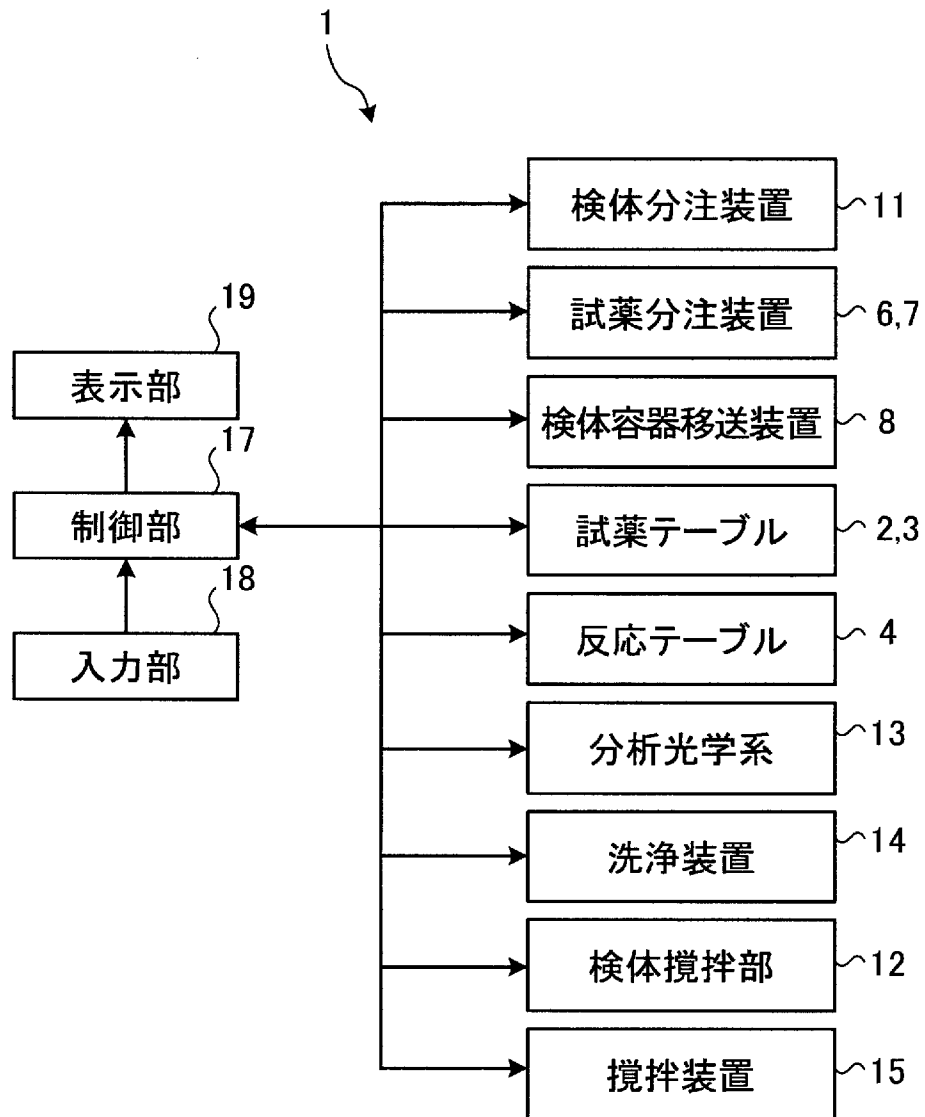 1
検体分注装置 11
試薬分注装置 6,7
19
表示部
検体容器移送装置 8
17
制御部
試薬テーブル 2,3
18
入力部
反応テーブル 4
分析光学系 13
洗浄装置 14
検体撹拌部 12
撹拌装置 15